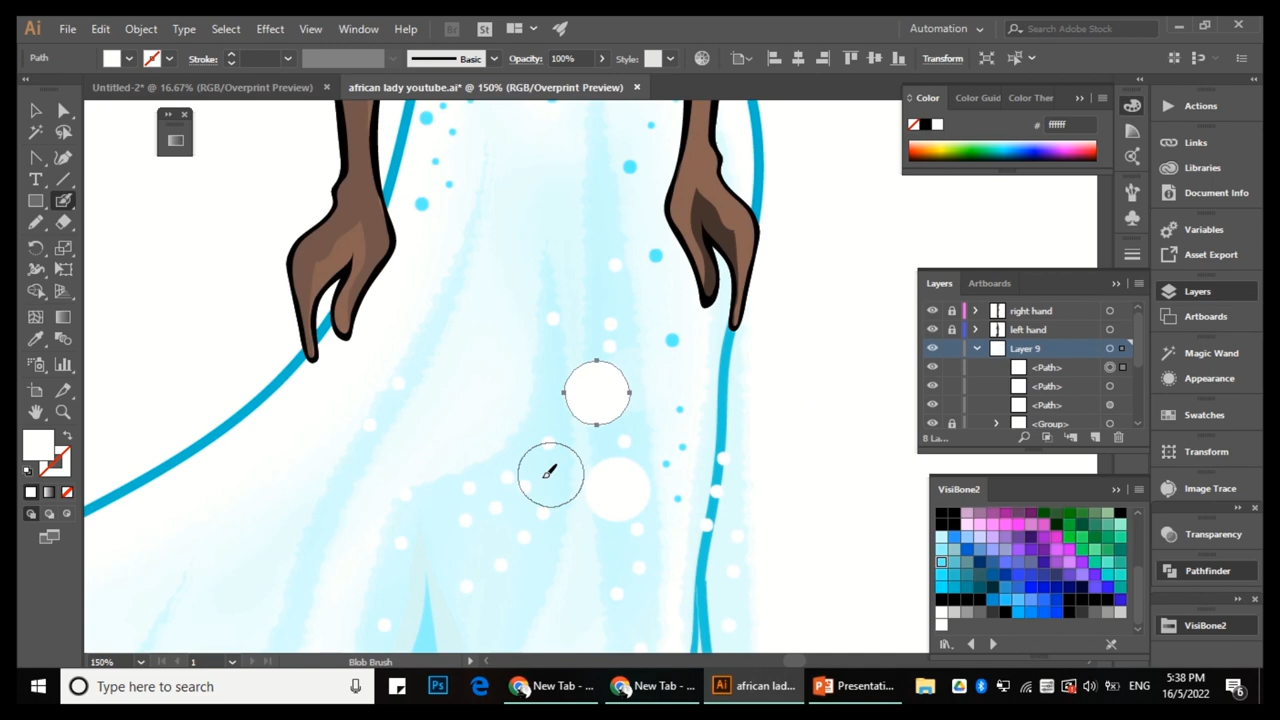 Ai File Edit Object Type Select Effect View Window Help Br St Automation Search Adobe Stock
Path Stroke: Basic Opacity: 100% Style: Transform
Untitled-2* @ 16.67% (RGB/Overprint Preview) × african lady youtube.ai* @ 150% (RGB/Overprint Preview) ×
Color Color Guid Color Ther
# ffffff
Actions
Links
Libraries
Document Info
Variables
Asset Export
Layers Artboards
right hand
left hand
Layer 9
<Path>
<Path>
<Path>
<Group>
8 La...
Layers
Artboards
Magic Wand
Appearance
Swatches
Transform
Image Trace
Transparency
Pathfinder
VisiBone2
VisiBone2
150% 1 Blob Brush
Type here to search Ps New Tab - ... New Tab - ... Ai african lad... Presentati... ENG 5:38 PM
16/5/2022 6